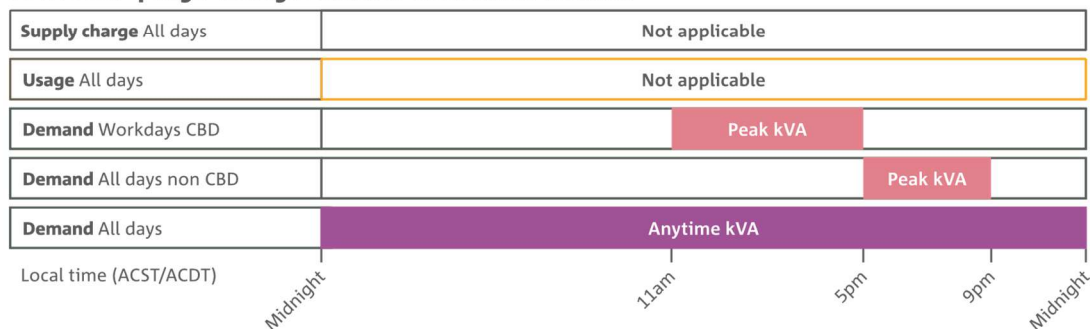 Supply charge All days
Not applicable
Usage All days
Not applicable
Demand Workdays CBD
Peak kVA
Demand All days non CBD
Peak kVA
Demand All days
Anytime kVA
Local time (ACST/ACDT)
Midnight
11am
5pm
9pm
Midnight